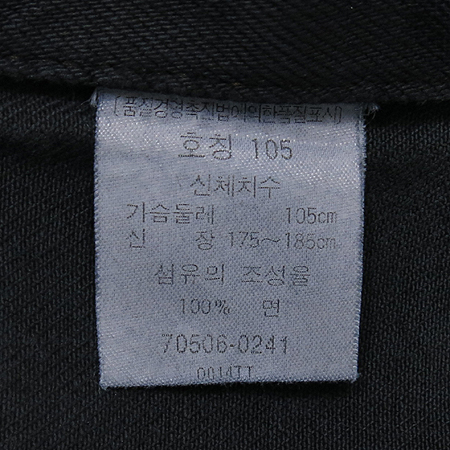 (품질경영촉진법에의한품질표시)
호칭 105
신체치수
가슴둘레 105cm
신 장 175~185cm
섬유의 조성율
100% 면
70506-0241
0014TT